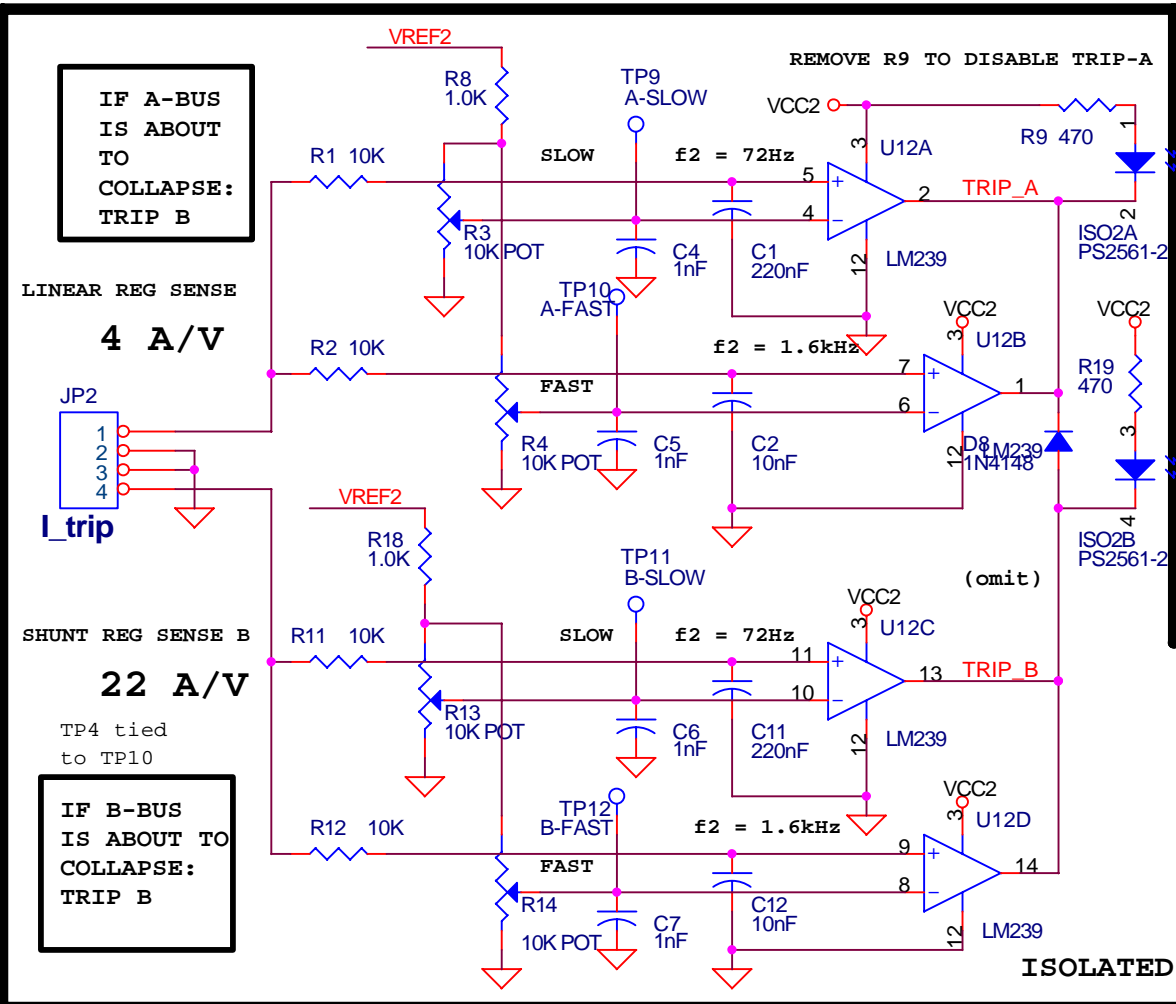 VREF2
REMOVE R9 TO DISABLE TRIP-A
IF A-BUS
IS ABOUT
TO
COLLAPSE:
TRIP B
R8
1.0K
TP9
A-SLOW
VCC2
3
R9 470
1
U12A
R1 10K
SLOW
f2 = 72Hz
5
+
4
–
2
TRIP_A
R3
10K POT
C4
1nF
C1
220nF
12
LM239
2
ISO2A
PS2561-2
LINEAR REG SENSE
4 A/V
TP10
A-FAST
VCC2
3
U12B
VCC2
R2 10K
f2 = 1.6kHz
7
+
6
–
1
R19
470
FAST
JP2
1
2
3
4
I_trip
R4
10K POT
C5
1nF
C2
10nF
12
LM239
D8
1N4148
3
4
ISO2B
PS2561-2
VREF2
R18
1.0K
TP11
B-SLOW
(omit)
VCC2
3
U12C
SHUNT REG SENSE B
22 A/V
R11 10K
SLOW
f2 = 72Hz
11
+
10
–
13
TRIP_B
R13
10K POT
C6
1nF
C11
220nF
12
LM239
TP4 tied
to TP10
IF B-BUS
IS ABOUT TO
COLLAPSE:
TRIP B
TP12
B-FAST
VCC2
3
U12D
R12 10K
f2 = 1.6kHz
9
+
8
–
14
FAST
R14
10K POT
C7
1nF
C12
10nF
12
LM239
ISOLATED